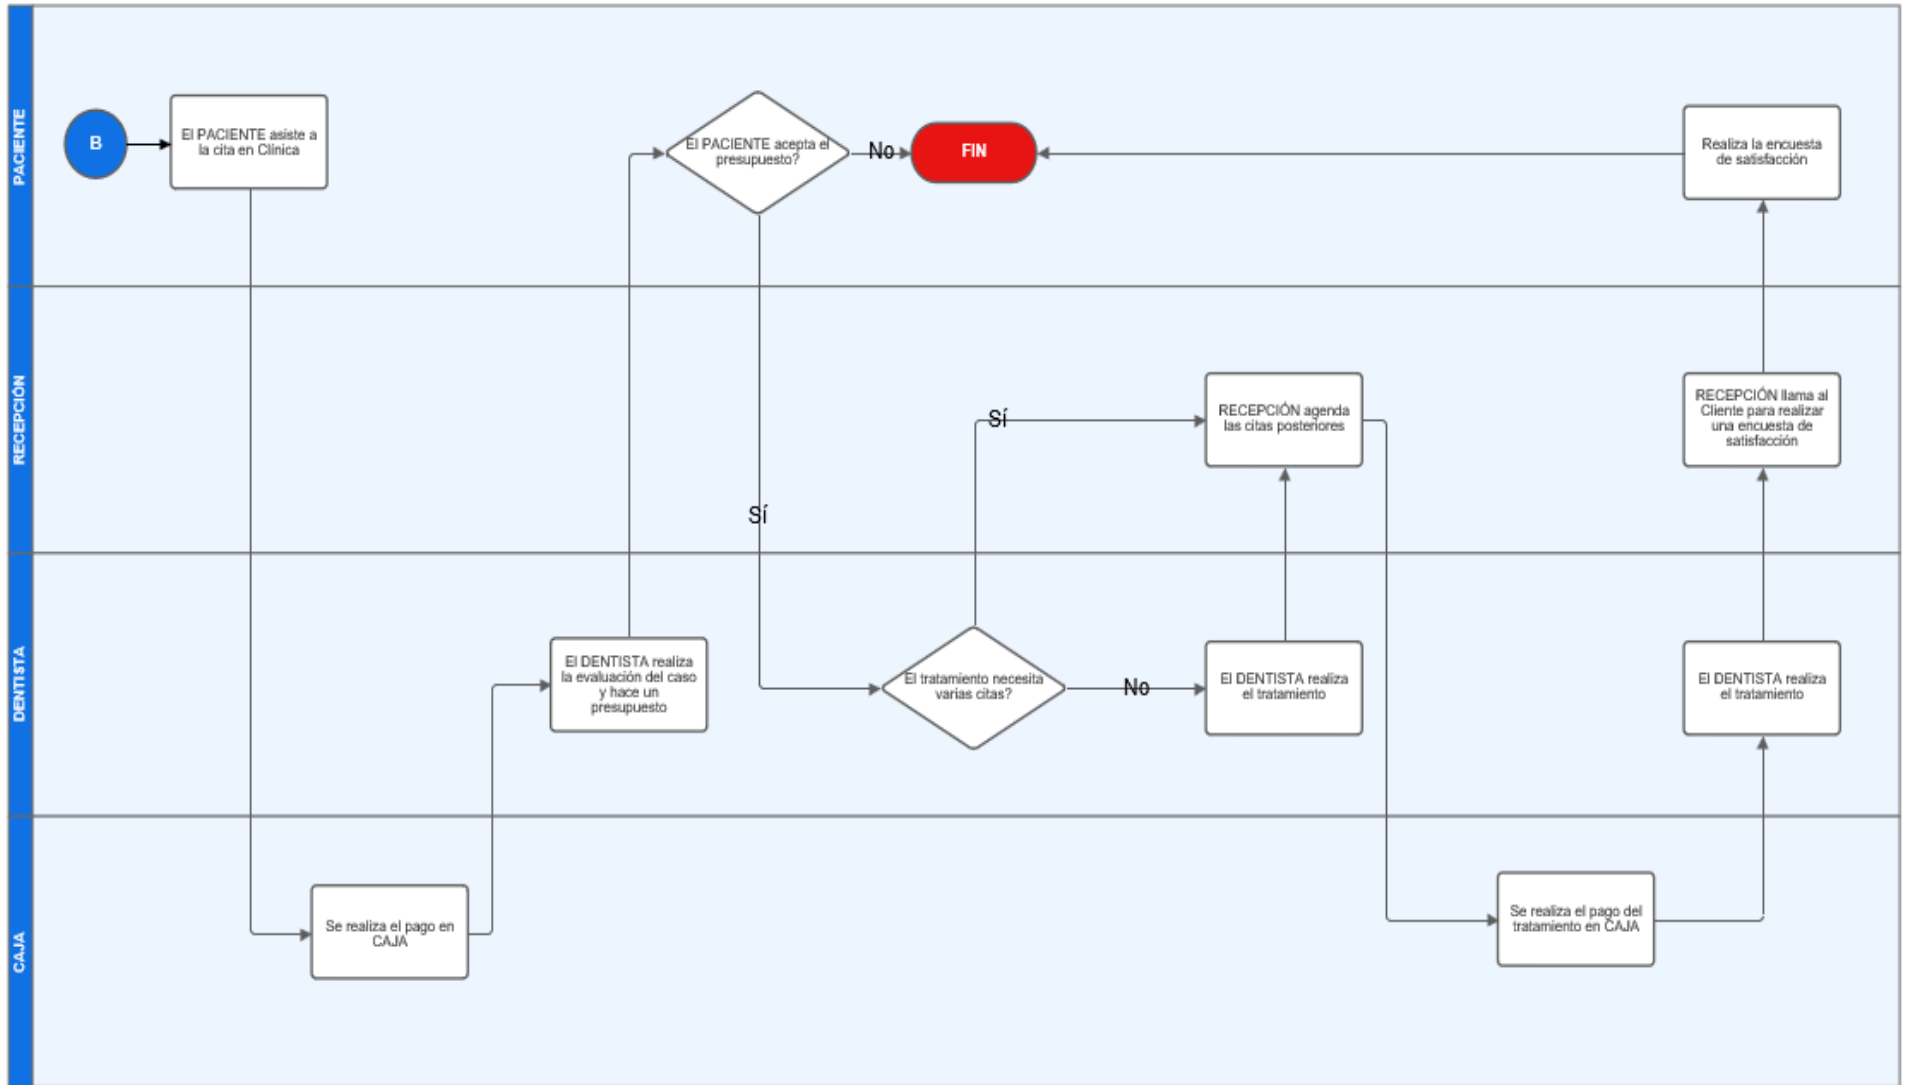 PACIENTE
B
El PACIENTE asiste a
la cita en Clínica
El PACIENTE acepta el
presupuesto?
No
FIN
Realiza la encuesta
de satisfacción
Sí
RECEPCIÓN
Sí
RECEPCIÓN agenda
las citas posteriores
RECEPCIÓN llama al
Cliente para realizar
una encuesta de
satisfacción
DENTISTA
El DENTISTA realiza
la evaluación del caso
y hace un
presupuesto
El tratamiento necesita
varias citas?
No
El DENTISTA realiza
el tratamiento
El DENTISTA realiza
el tratamiento
CAJA
Se realiza el pago en
CAJA
Se realiza el pago del
tratamiento en CAJA